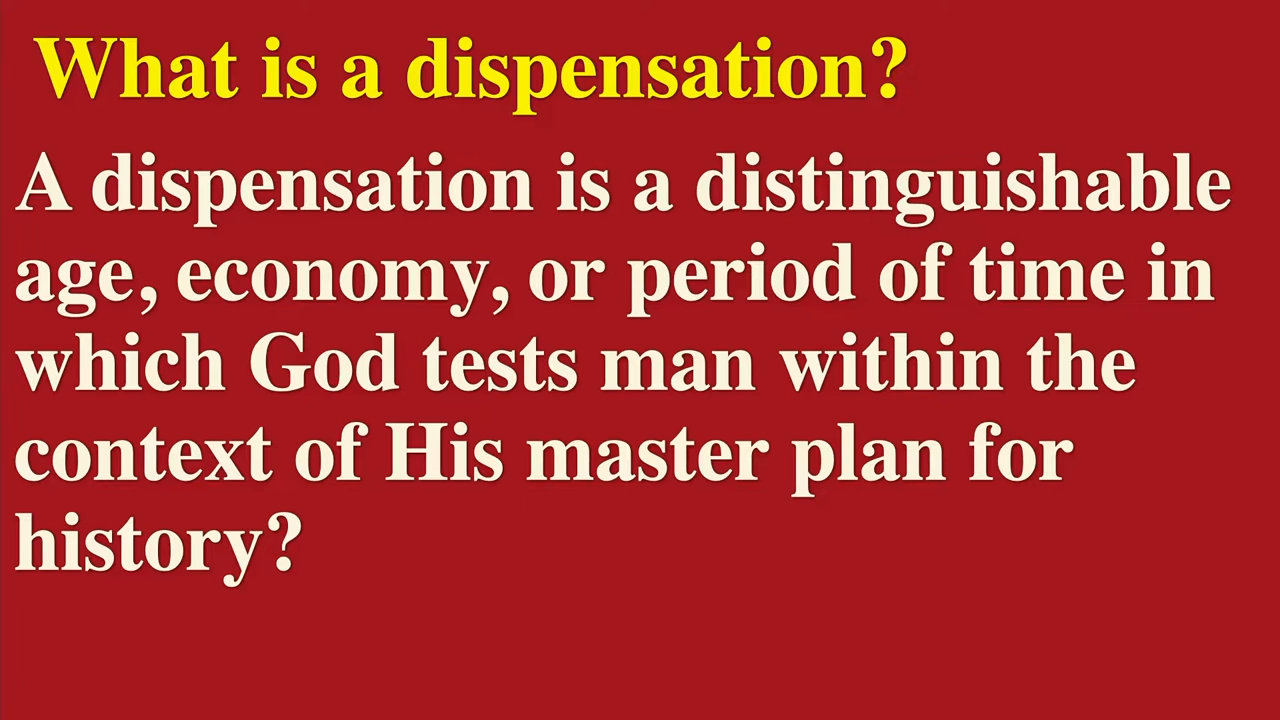 What is a dispensation?
A dispensation is a distinguishable
age, economy, or period of time in
which God tests man within the
context of His master plan for
history?